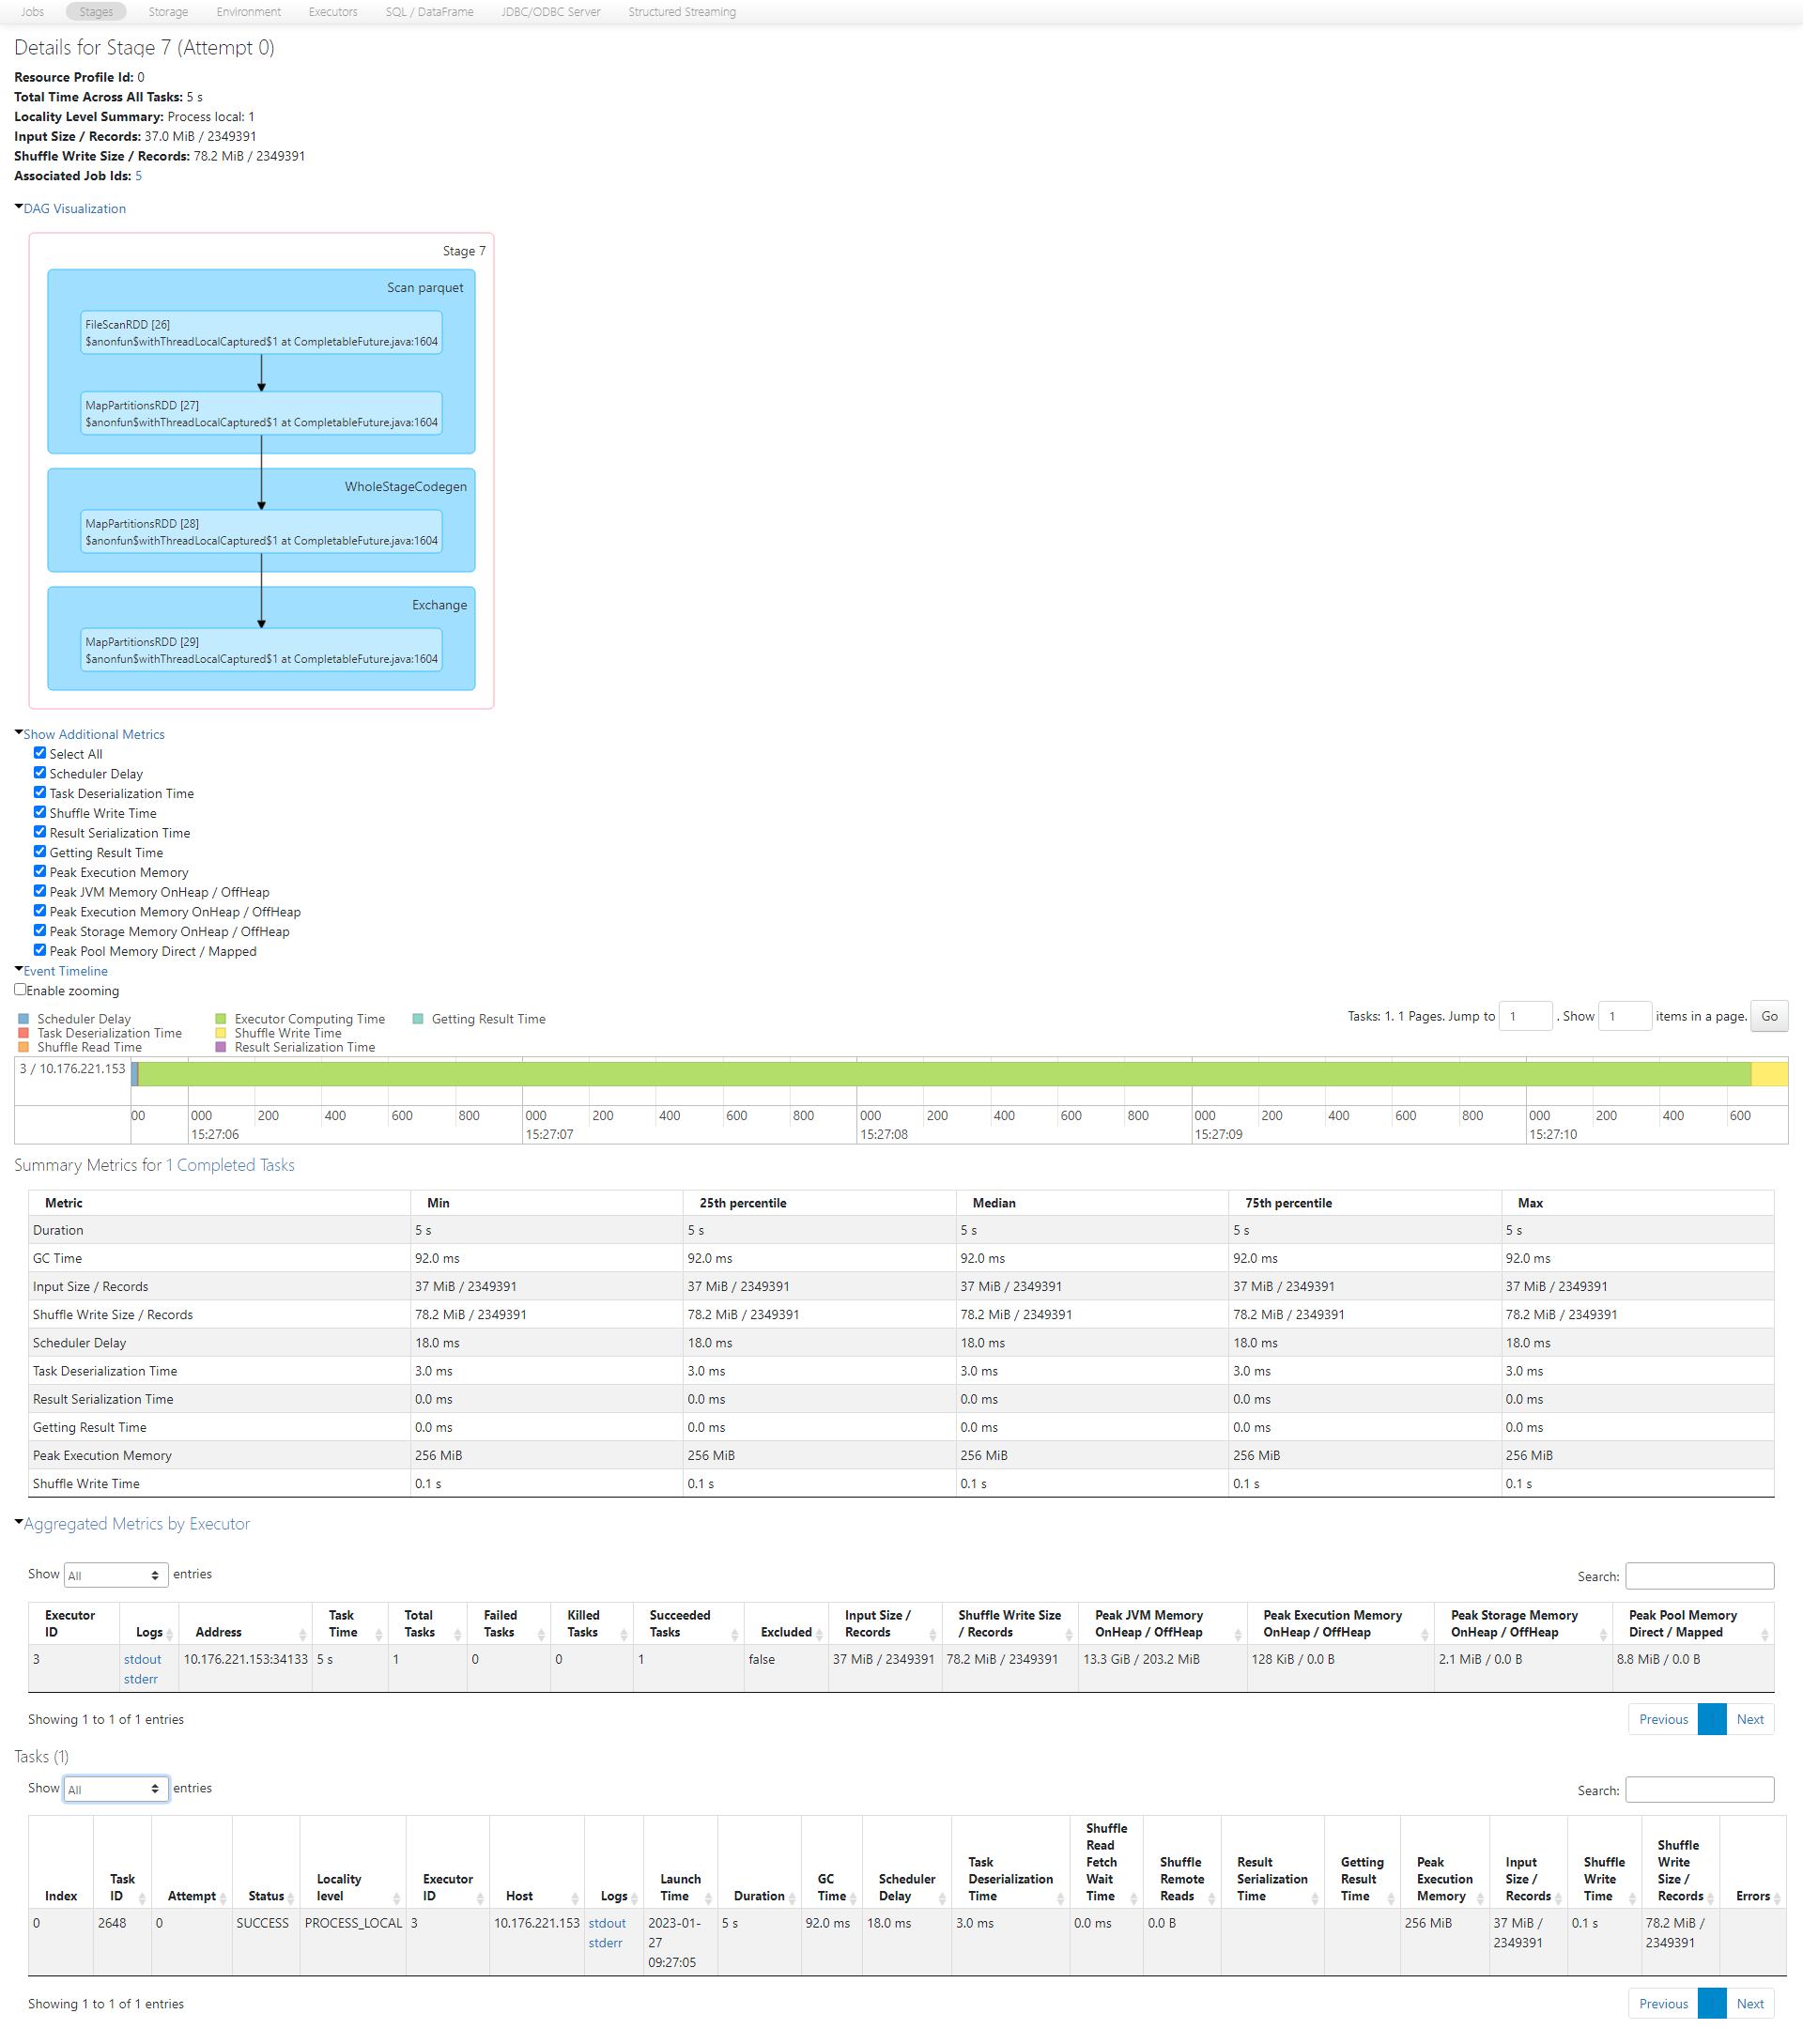 Jobs Stages Storage Environment Executors SQL / DataFrame JDBC/ODBC Server Structured Streaming
Details for Stage 7 (Attempt 0)
Resource Profile Id: 0
Total Time Across All Tasks: 5 s
Locality Level Summary: Process local: 1
Input Size / Records: 37.0 MiB / 2349391
Shuffle Write Size / Records: 78.2 MiB / 2349391
Associated Job Ids: 5
DAG Visualization
Stage 7
Scan parquet
FileScanRDD [26]
$anonfun$withThreadLocalCaptured$1 at CompletableFuture.java:1604
MapPartitionsRDD [27]
$anonfun$withThreadLocalCaptured$1 at CompletableFuture.java:1604
WholeStageCodegen
MapPartitionsRDD [28]
$anonfun$withThreadLocalCaptured$1 at CompletableFuture.java:1604
Exchange
MapPartitionsRDD [29]
$anonfun$withThreadLocalCaptured$1 at CompletableFuture.java:1604
Show Additional Metrics
Select All
Scheduler Delay
Task Deserialization Time
Shuffle Write Time
Result Serialization Time
Getting Result Time
Peak Execution Memory
Peak JVM Memory OnHeap / OffHeap
Peak Execution Memory OnHeap / OffHeap
Peak Storage Memory OnHeap / OffHeap
Peak Pool Memory Direct / Mapped
Event Timeline
Enable zooming
Scheduler Delay Executor Computing Time Getting Result Time
Task Deserialization Time Shuffle Write Time
Shuffle Read Time Result Serialization Time
Tasks: 1. 1 Pages. Jump to 1 . Show 1 items in a page. Go
3 / 10.176.221.153
00 000 200 400 600 800 000 200 400 600 800 000 200 400 600 800 000 200 400 600 800 000 200 400 600
15:27:06 15:27:07 15:27:08 15:27:09 15:27:10
Summary Metrics for 1 Completed Tasks
Metric Min 25th percentile Median 75th percentile Max
Duration 5 s 5 s 5 s 5 s 5 s
GC Time 92.0 ms 92.0 ms 92.0 ms 92.0 ms 92.0 ms
Input Size / Records 37 MiB / 2349391 37 MiB / 2349391 37 MiB / 2349391 37 MiB / 2349391 37 MiB / 2349391
Shuffle Write Size / Records 78.2 MiB / 2349391 78.2 MiB / 2349391 78.2 MiB / 2349391 78.2 MiB / 2349391 78.2 MiB / 2349391
Scheduler Delay 18.0 ms 18.0 ms 18.0 ms 18.0 ms 18.0 ms
Task Deserialization Time 3.0 ms 3.0 ms 3.0 ms 3.0 ms 3.0 ms
Result Serialization Time 0.0 ms 0.0 ms 0.0 ms 0.0 ms 0.0 ms
Getting Result Time 0.0 ms 0.0 ms 0.0 ms 0.0 ms 0.0 ms
Peak Execution Memory 256 MiB 256 MiB 256 MiB 256 MiB 256 MiB
Shuffle Write Time 0.1 s 0.1 s 0.1 s 0.1 s 0.1 s
Aggregated Metrics by Executor
Show All entries Search:
Executor ID Logs Address Task Time Total Tasks Failed Tasks Killed Tasks Succeeded Tasks Excluded Input Size / Records Shuffle Write Size / Records Peak JVM Memory OnHeap / OffHeap Peak Execution Memory OnHeap / OffHeap Peak Storage Memory OnHeap / OffHeap Peak Pool Memory Direct / Mapped
3 stdout 10.176.221.153:34133 5 s 1 0 0 1 false 37 MiB / 2349391 78.2 MiB / 2349391 13.3 GiB / 203.2 MiB 128 KiB / 0.0 B 2.1 MiB / 0.0 B 8.8 MiB / 0.0 B
stderr
Showing 1 to 1 of 1 entries Previous Next
Tasks (1)
Show All entries Search:
Index Task ID Attempt Status Locality level Executor ID Host Logs Launch Time Duration GC Time Scheduler Delay Task Deserialization Time Shuffle Read Fetch Wait Time Shuffle Remote Reads Result Serialization Time Getting Result Time Peak Execution Memory Input Size / Records Shuffle Write Time Shuffle Write Size / Records Errors
0 2648 0 SUCCESS PROCESS_LOCAL 3 10.176.221.153 stdout 2023-01- 5 s 92.0 ms 18.0 ms 3.0 ms 0.0 ms 0.0 B 256 MiB 37 MiB / 0.1 s 78.2 MiB /
stderr 27 2349391 2349391
09:27:05
Showing 1 to 1 of 1 entries Previous Next